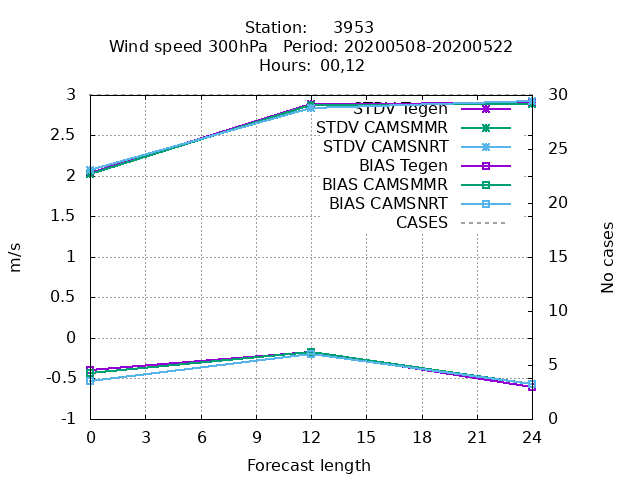 Station: 3953
Wind speed 300hPa Period: 20200508-20200522
Hours: 00,12
3
2.5
2
1.5
1
0.5
0
-0.5
-1
m/s
STDV Tegen
STDV CAMSMMR
STDV CAMSNRT
BIAS Tegen
BIAS CAMSMMR
BIAS CAMSNRT
CASES
30
25
20
15
10
5
0
No cases
0 3 6 9 12 15 18 21 24
Forecast length